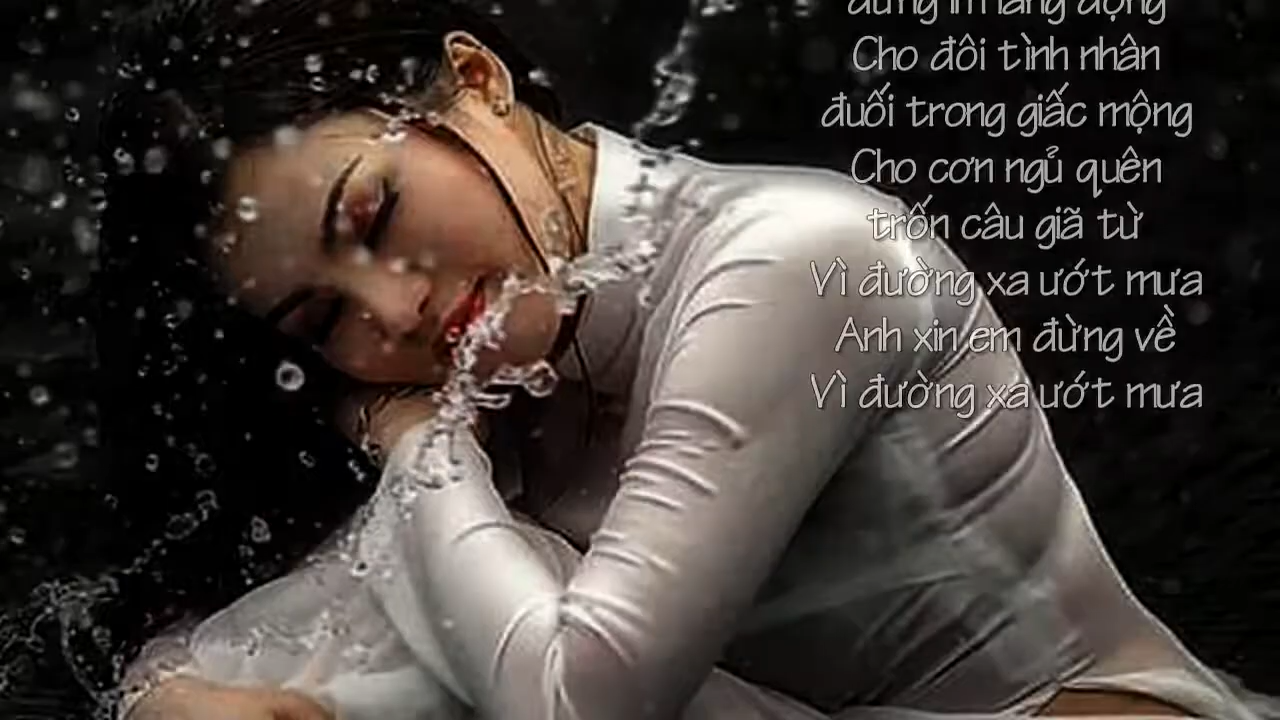 Cho đôi tình nhân
đuối trong giấc mộng
Cho cơn ngủ quên
trốn câu giã từ
Vì đường xa ướt mưa
Anh xin em đừng về
Vì đường xa ướt mưa